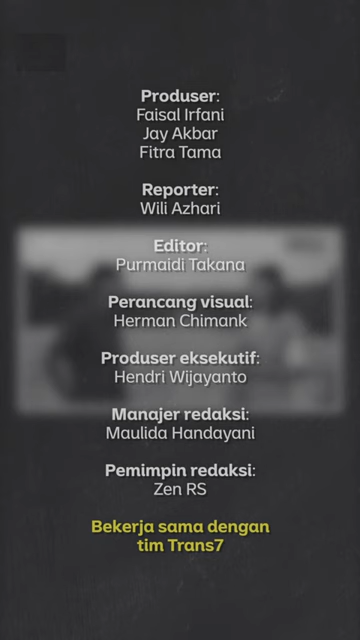 Produser:
Faisal Irfani
Jay Akbar
Fitra Tama
Reporter:
Wili Azhari
Editor:
Purmaidi Takana
Perancang visual:
Herman Chimank
Produser eksekutif:
Hendri Wijayanto
Manajer redaksi:
Maulida Handayani
Pemimpin redaksi:
Zen RS
Bekerja sama dengan
tim Trans7